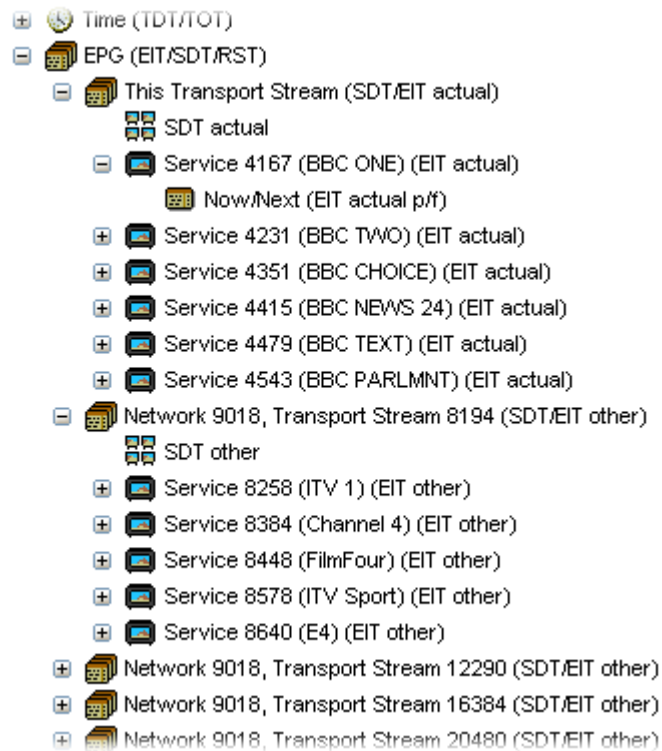 Time (TDT/TOT)
EPG (EIT/SDT/RST)
This Transport Stream (SDT/EIT actual)
SDT actual
Service 4167 (BBC ONE) (EIT actual)
Now/Next (EIT actual p/f)
Service 4231 (BBC TWO) (EIT actual)
Service 4351 (BBC CHOICE) (EIT actual)
Service 4415 (BBC NEWS 24) (EIT actual)
Service 4479 (BBC TEXT) (EIT actual)
Service 4543 (BBC PARLMNT) (EIT actual)
Network 9018, Transport Stream 8194 (SDT/EIT other)
SDT other
Service 8258 (ITV 1) (EIT other)
Service 8384 (Channel 4) (EIT other)
Service 8448 (FilmFour) (EIT other)
Service 8578 (ITV Sport) (EIT other)
Service 8640 (E4) (EIT other)
Network 9018, Transport Stream 12290 (SDT/EIT other)
Network 9018, Transport Stream 16384 (SDT/EIT other)
Network 9018, Transport Stream 20480 (SDT/EIT other)